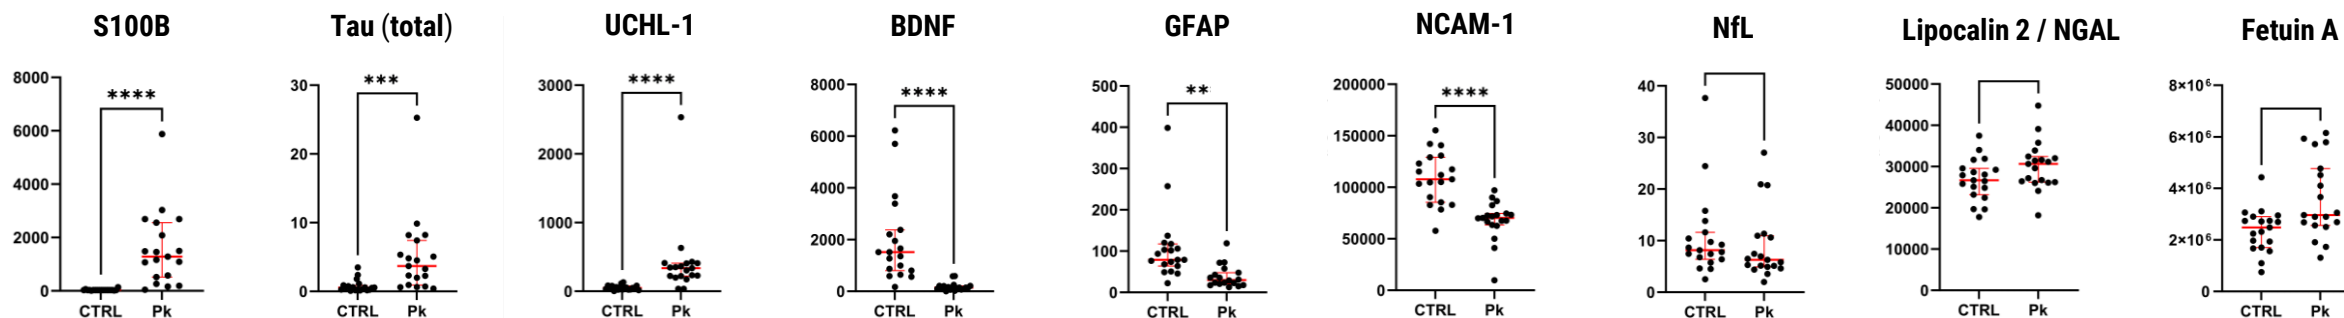 S100B
8000
6000
4000
2000
0
****
CTRL
Pk
Tau (total)
30
20
10
0
***
CTRL
Pk
UCHL-1
3000
2000
1000
0
****
CTRL
Pk
BDNF
8000
6000
4000
2000
0
****
CTRL
Pk
GFAP
500
400
300
200
100
0
**
CTRL
Pk
NCAM-1
200000
150000
100000
50000
0
****
CTRL
Pk
NfL
40
30
20
10
0
CTRL
Pk
Lipocalin 2 / NGAL
50000
40000
30000
20000
10000
0
CTRL
Pk
Fetuin A
8×10⁶
6×10⁶
4×10⁶
2×10⁶
0
CTRL
Pk